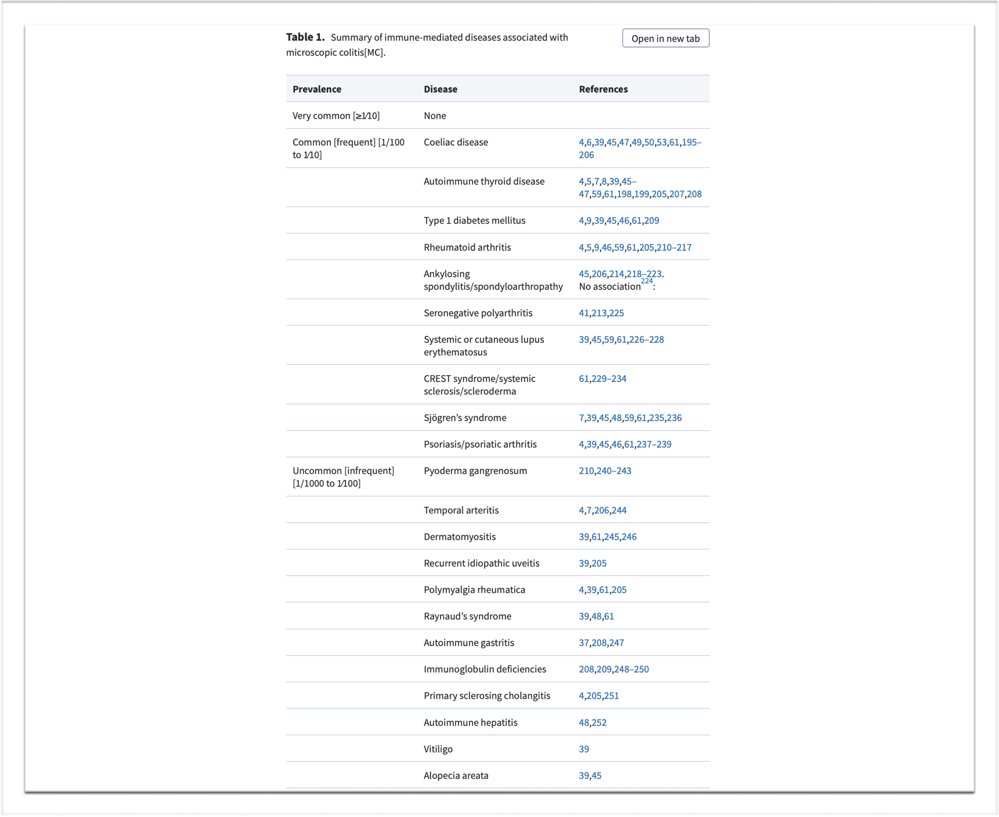 Table 1. Summary of immune-mediated diseases associated with
microscopic colitis[MC].
Open in new tab
Prevalence Disease References
Very common [≥1⁄10] None
Common [frequent] [1/100 Coeliac disease 4,6,39,45,47,49,50,53,61,195–
to 1⁄10] 206
Autoimmune thyroid disease 4,5,7,8,39,45–
47,59,61,198,199,205,207,208
Type 1 diabetes mellitus 4,9,39,45,46,61,209
Rheumatoid arthritis 4,5,9,46,59,61,205,210–217
Ankylosing 45,206,214,218–223.
spondylitis/spondyloarthropathy No association224:
Seronegative polyarthritis 41,213,225
Systemic or cutaneous lupus 39,45,59,61,226–228
erythematosus
CREST syndrome/systemic 61,229–234
sclerosis/scleroderma
Sjögren’s syndrome 7,39,45,48,59,61,235,236
Psoriasis/psoriatic arthritis 4,39,45,46,61,237–239
Uncommon [infrequent] Pyoderma gangrenosum 210,240–243
[1/1000 to 1⁄100]
Temporal arteritis 4,7,206,244
Dermatomyositis 39,61,245,246
Recurrent idiopathic uveitis 39,205
Polymyalgia rheumatica 4,39,61,205
Raynaud’s syndrome 39,48,61
Autoimmune gastritis 37,208,247
Immunoglobulin deficiencies 208,209,248–250
Primary sclerosing cholangitis 4,205,251
Autoimmune hepatitis 48,252
Vitiligo 39
Alopecia areata 39,45